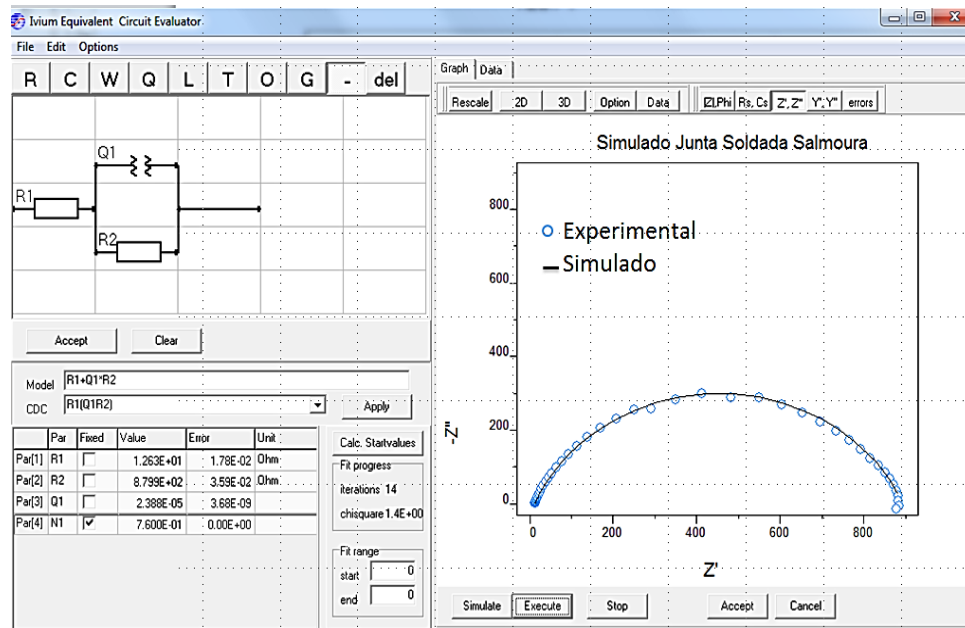 Ivium Equivalent Circuit Evaluator
File Edit Options
R C W Q L T O G - del
Q1
R1
R2
Accept Clear
Model R1+Q1*R2
CDC R1(Q1R2) Apply
Par Fixed Value Error Unit
Par[1] R1 1.263E+01 1.78E-02 Ohm
Par[2] R2 8.799E+02 3.59E-02 Ohm
Par[3] Q1 2.388E-05 3.68E-09
Par[4] N1 7.600E-01 0.00E+00
Calc. Startvalues
Fit progress
iterations 14
chisquare 1.4E+00
Fit range
start 0
end 0
Graph Data
Rescale 2D 3D Option Data |Z|,Phi Rs, Cs Z', Z" Y', Y" errors
Simulado Junta Soldada Salmoura
Experimental
Simulado
800
600
400
200
0
-Z"
0 200 400 600 800
Z'
Simulate Execute Stop Accept Cancel